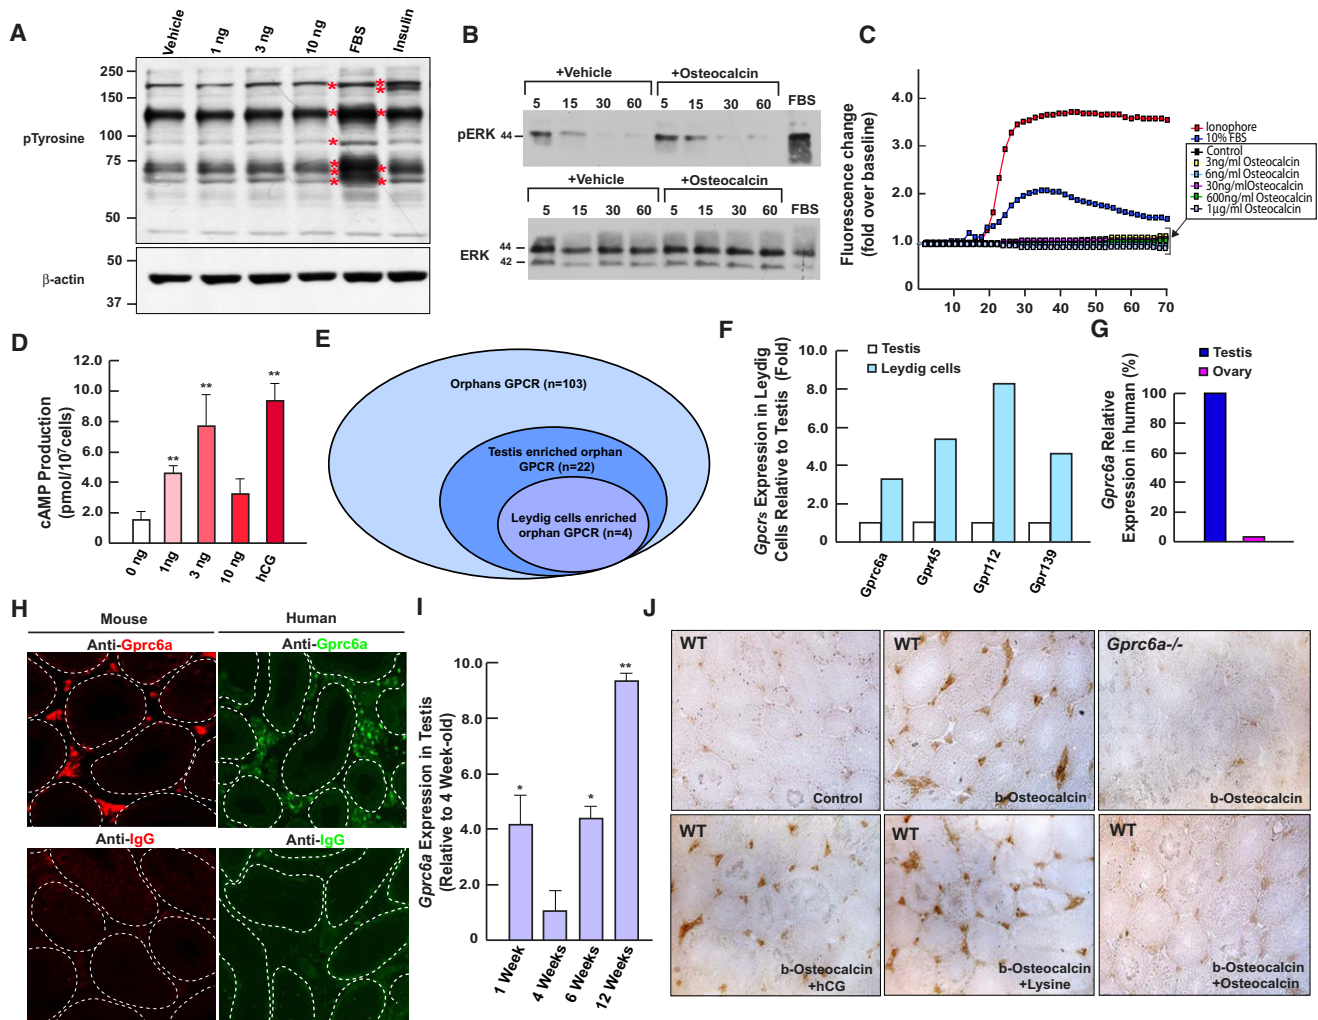 A
Vehicle
1 ng
3 ng
10 ng
FBS
Insulin
250
150
100
75
50
pTyrosine
*
*
*
*
*
*
*
*
*
*
*
50
37
β-actin
B
+Vehicle
+Osteocalcin
5 15 30 60 5 15 30 60 FBS
pERK 44
+Vehicle
+Osteocalcin
5 15 30 60 5 15 30 60 FBS
ERK
44
42
C
Fluorescence change
(fold over baseline)
4.0
3.0
2.0
1.0
0
10 20 30 40 50 60 70
Ionophore
10% FBS
Control
3ng/ml Osteocalcin
6ng/ml Osteocalcin
30ng/mlOsteocalcin
600ng/ml Osteocalcin
1µg/ml Osteocalcin
D
cAMP Production
(pmol/10⁷cells)
12.0
10.0
8.0
6.0
4.0
2.0
0
**
**
**
0 ng
1ng
3 ng
10 ng
hCG
E
Orphans GPCR (n=103)
Testis enriched orphan
GPCR (n=22)
Leydig cells enriched
orphan GPCR (n=4)
F
Gpcrs Expression in Leydig
Cells Relative to Testis (Fold)
10.0
8.0
6.0
4.0
2.0
0
Testis
Leydig cells
Gprc6a
Gpr45
Gpr112
Gpr139
G
Gprc6a Relative
Expression in human (%)
Testis
Ovary
100
80
60
40
20
0
H
Mouse
Human
Anti-Gprc6a
Anti-Gprc6a
Anti-IgG
Anti-IgG
I
Gprc6a Expression in Testis
(Relative to 4 Week-old)
10.0
8.0
6.0
4.0
2.0
0
*
*
**
1 Week
4 Weeks
6 Weeks
12 Weeks
J
WT
Control
WT
b-Osteocalcin
Gprc6a-/-
b-Osteocalcin
WT
b-Osteocalcin
+hCG
WT
b-Osteocalcin
+Lysine
WT
b-Osteocalcin
+Osteocalcin